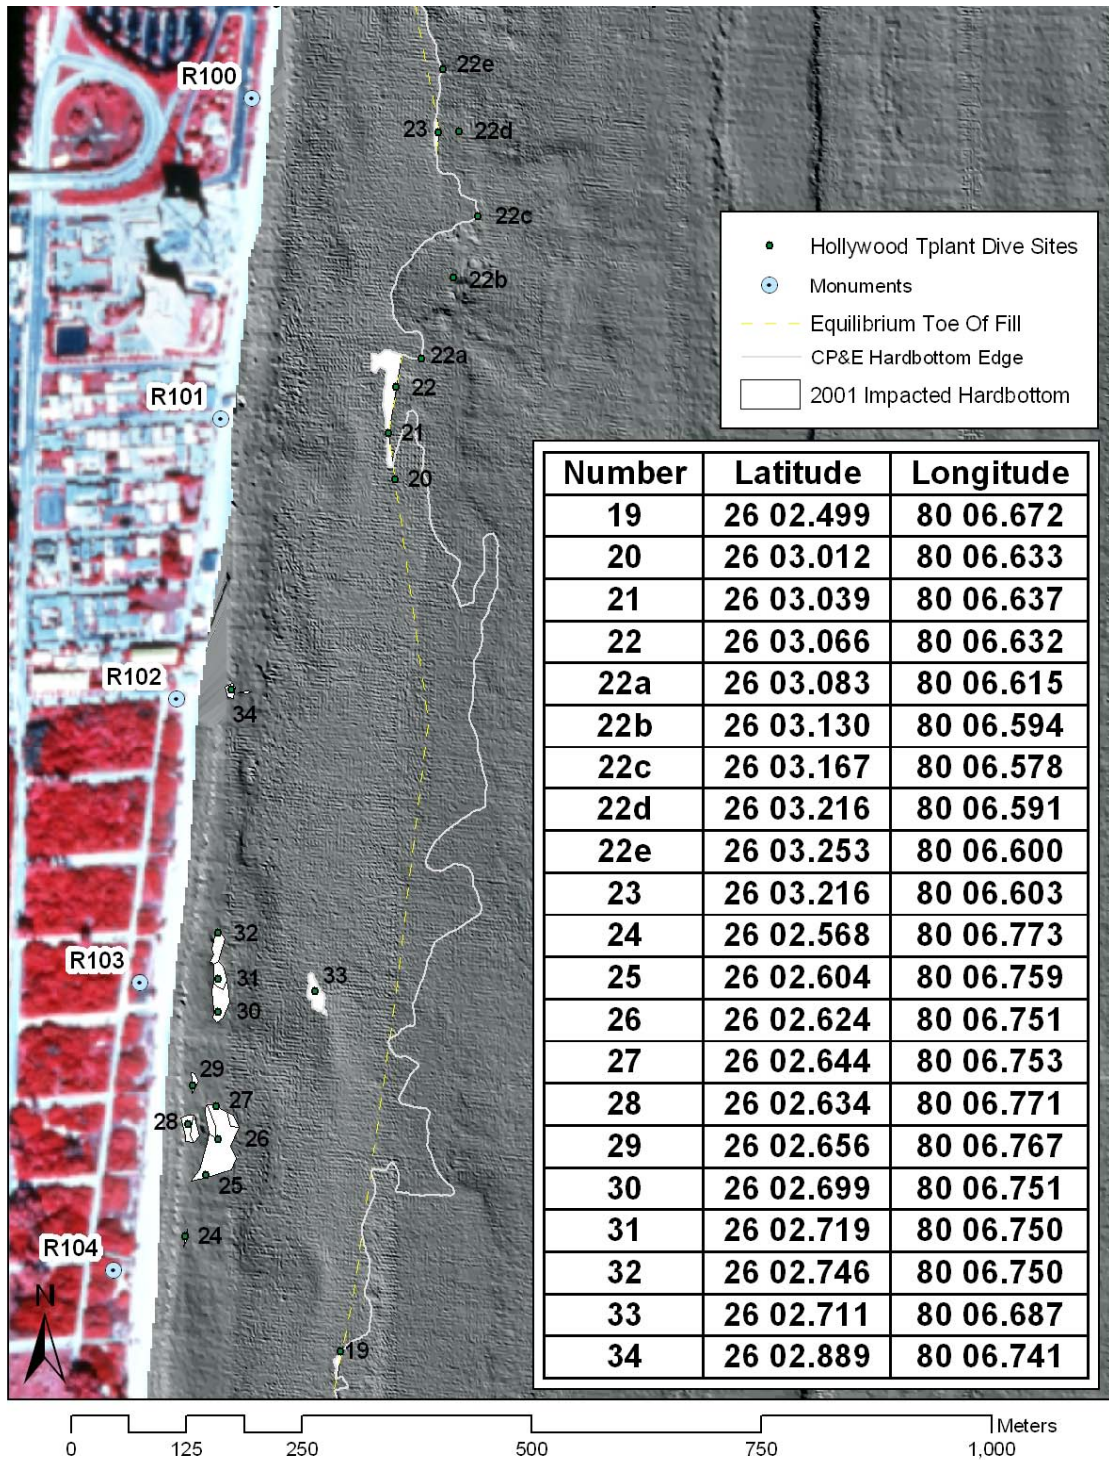 R100
22e
23
22d
22c
22b
22a
22
R101
21
20
R102
34
32
R103
31
33
30
29
27
28
26
25
24
R104
N
19
Hollywood Tplant Dive Sites
Monuments
Equilibrium Toe Of Fill
CP&E Hardbottom Edge
2001 Impacted Hardbottom
Number Latitude Longitude
19 26 02.499 80 06.672
20 26 03.012 80 06.633
21 26 03.039 80 06.637
22 26 03.066 80 06.632
22a 26 03.083 80 06.615
22b 26 03.130 80 06.594
22c 26 03.167 80 06.578
22d 26 03.216 80 06.591
22e 26 03.253 80 06.600
23 26 03.216 80 06.603
24 26 02.568 80 06.773
25 26 02.604 80 06.759
26 26 02.624 80 06.751
27 26 02.644 80 06.753
28 26 02.634 80 06.771
29 26 02.656 80 06.767
30 26 02.699 80 06.751
31 26 02.719 80 06.750
32 26 02.746 80 06.750
33 26 02.711 80 06.687
34 26 02.889 80 06.741
Meters
0 125 250 500 750 1,000